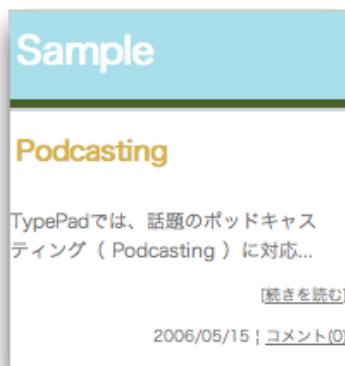 Sample
Podcasting
TypePadでは、話題のポッドキャス
ティング（ Podcasting ）に対応...
[続きを読む]
2006/05/15 ¦ コメント(0)